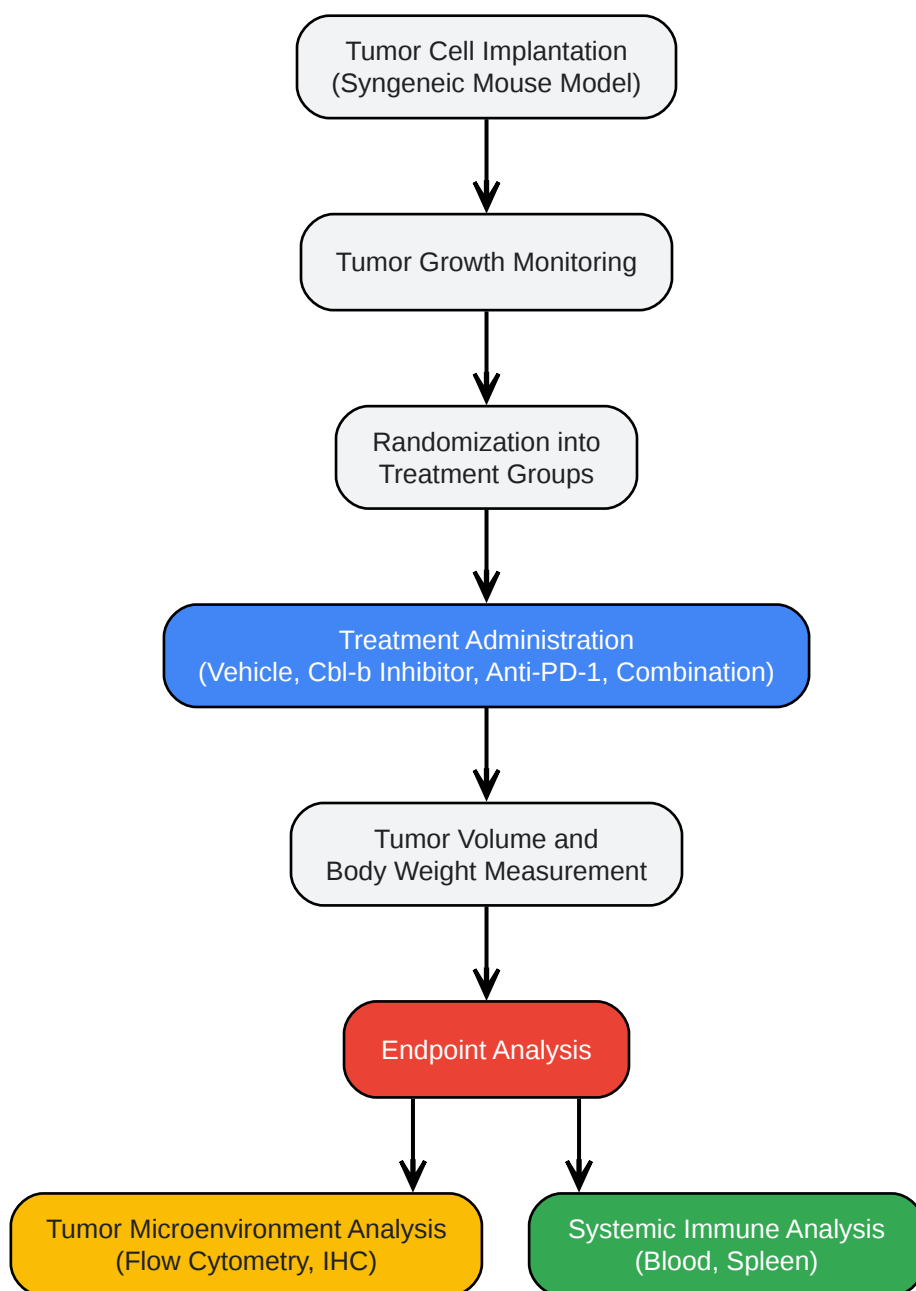 Tumor Cell Implantation
(Syngeneic Mouse Model)
Tumor Growth Monitoring
Randomization into
Treatment Groups
Treatment Administration
(Vehicle, Cbl-b Inhibitor, Anti-PD-1, Combination)
Tumor Volume and
Body Weight Measurement
Endpoint Analysis
Tumor Microenvironment Analysis
(Flow Cytometry, IHC)
Systemic Immune Analysis
(Blood, Spleen)